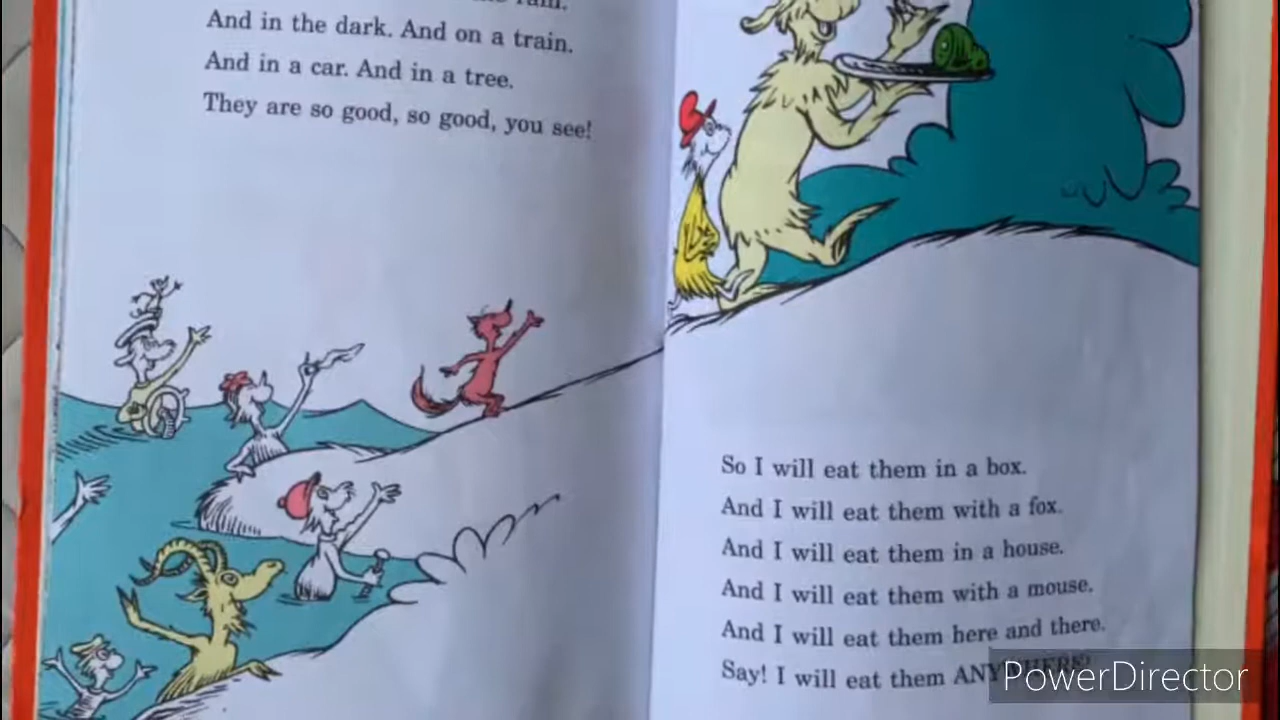 rain.
And in the dark. And on a train.
And in a car. And in a tree.
They are so good, so good, you see!
So I will eat them in a box.
And I will eat them with a fox.
And I will eat them in a house.
And I will eat them with a mouse.
And I will eat them here and there.
Say! I will eat them ANYWHERE!
PowerDirector